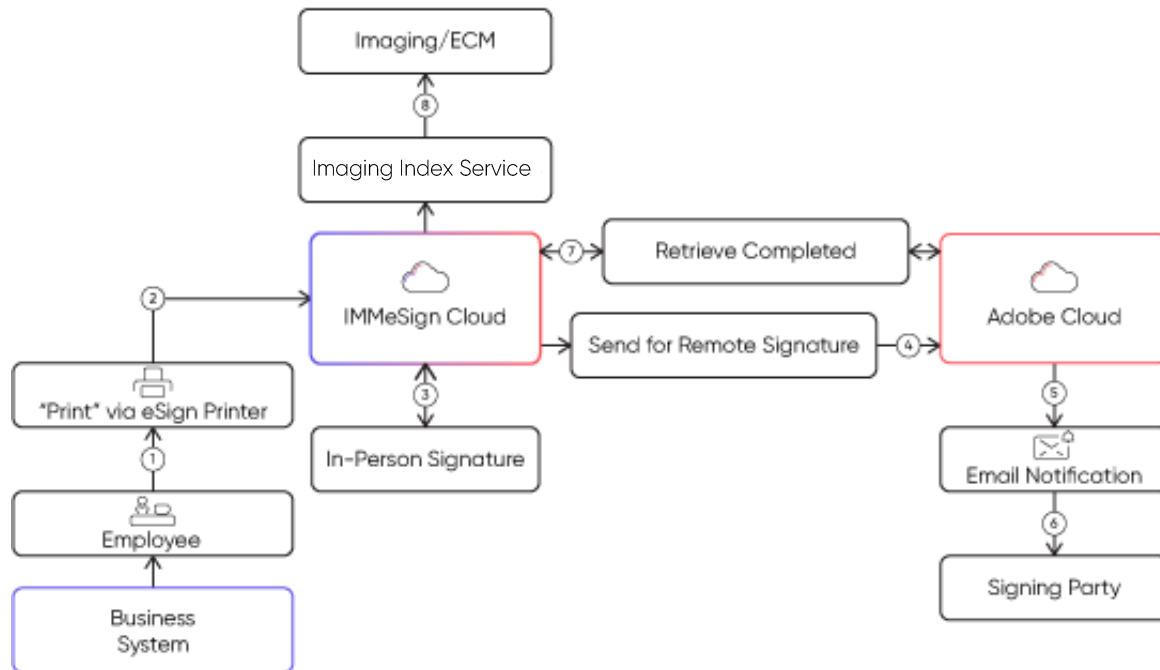 Imaging/ECM
8
Imaging Index Service
7
Retrieve Completed
IMMeSign Cloud
Adobe Cloud
2
Send for Remote Signature
4
3
5
"Print" via eSign Printer
1
In-Person Signature
Email Notification
6
Employee
Signing Party
Business
System